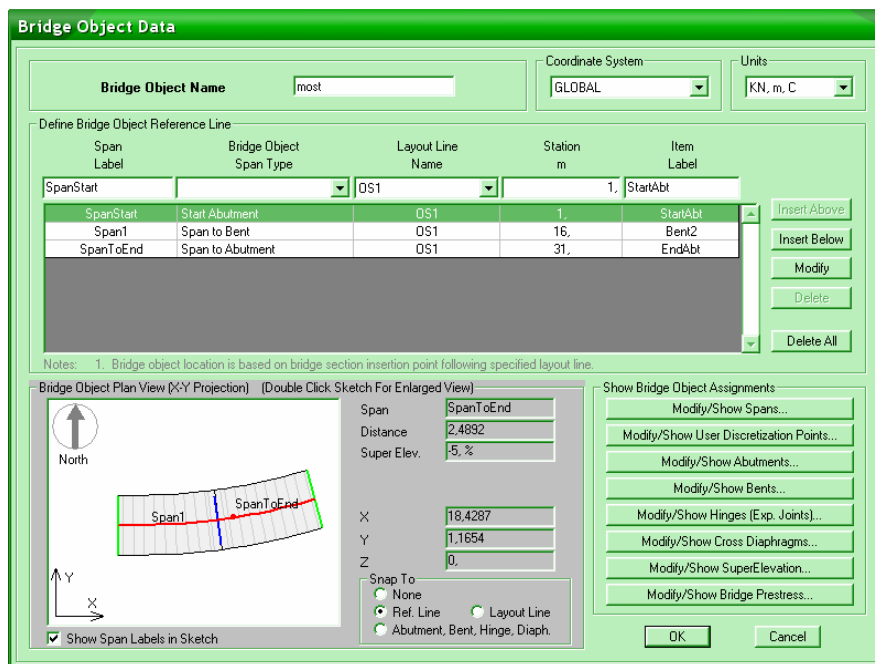 Bridge Object Data
Bridge Object Name
most
Coordinate System
GLOBAL
Units
KN, m, C
Define Bridge Object Reference Line
Span Label
Bridge Object Span Type
Layout Line Name
Station m
Item Label
SpanStart OS1 1, StartAbt
SpanStart Start Abutment OS1 1, StartAbt
Span1 Span to Bent OS1 16, Bent2
SpanToEnd Span to Abutment OS1 31, EndAbt
Insert Above
Insert Below
Modify
Delete
Delete All
Notes: 1. Bridge object location is based on bridge section insertion point following specified layout line.
Bridge Object Plan View (X-Y Projection) (Double Click Sketch For Enlarged View)
North
Span1
SpanToEnd
Y
X
Show Span Labels in Sketch
Span SpanToEnd
Distance 2,4892
Super Elev. -5, %
X 18,4287
Y 1,1654
Z 0,
Snap To
None
Ref. Line
Layout Line
Abutment, Bent, Hinge, Diaph.
Show Bridge Object Assignments
Modify/Show Spans...
Modify/Show User Discretization Points...
Modify/Show Abutments...
Modify/Show Bents...
Modify/Show Hinges (Exp. Joints)...
Modify/Show Cross Diaphragms...
Modify/Show SuperElevation...
Modify/Show Bridge Prestress...
OK
Cancel